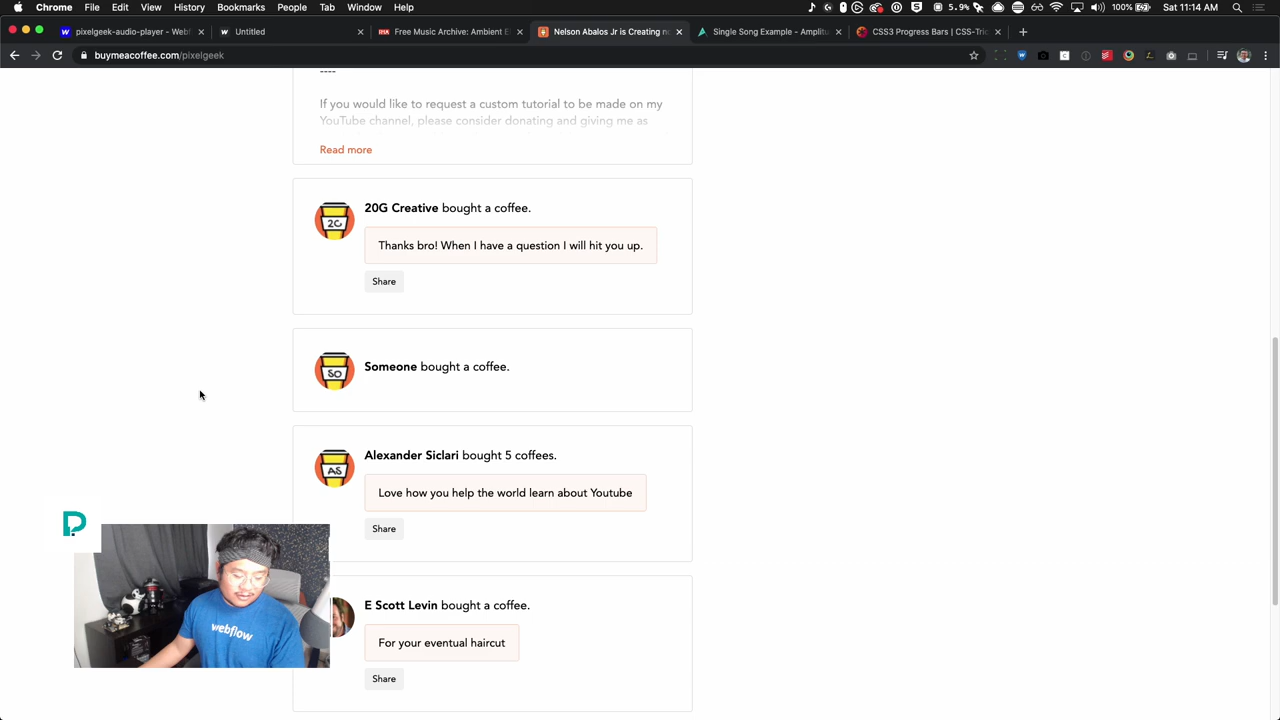 Chrome File Edit View History Bookmarks People Tab Window Help 5.9% 100% Sat 11:14 AM
pixelgeek-audio-player - Webf
Untitled
Free Music Archive: Ambient E
Nelson Abalos Jr is Creating n
Single Song Example - Amplitu
CSS3 Progress Bars | CSS-Tric
buymeacoffee.com/pixelgeek
----
If you would like to request a custom tutorial to be made on my
YouTube channel, please consider donating and giving me as
Read more
20G Creative bought a coffee.
2G
Thanks bro! When I have a question I will hit you up.
Share
Someone bought a coffee.
SO
Alexander Siclari bought 5 coffees.
AS
Love how you help the world learn about Youtube
Share
E Scott Levin bought a coffee.
For your eventual haircut
Share
webflow